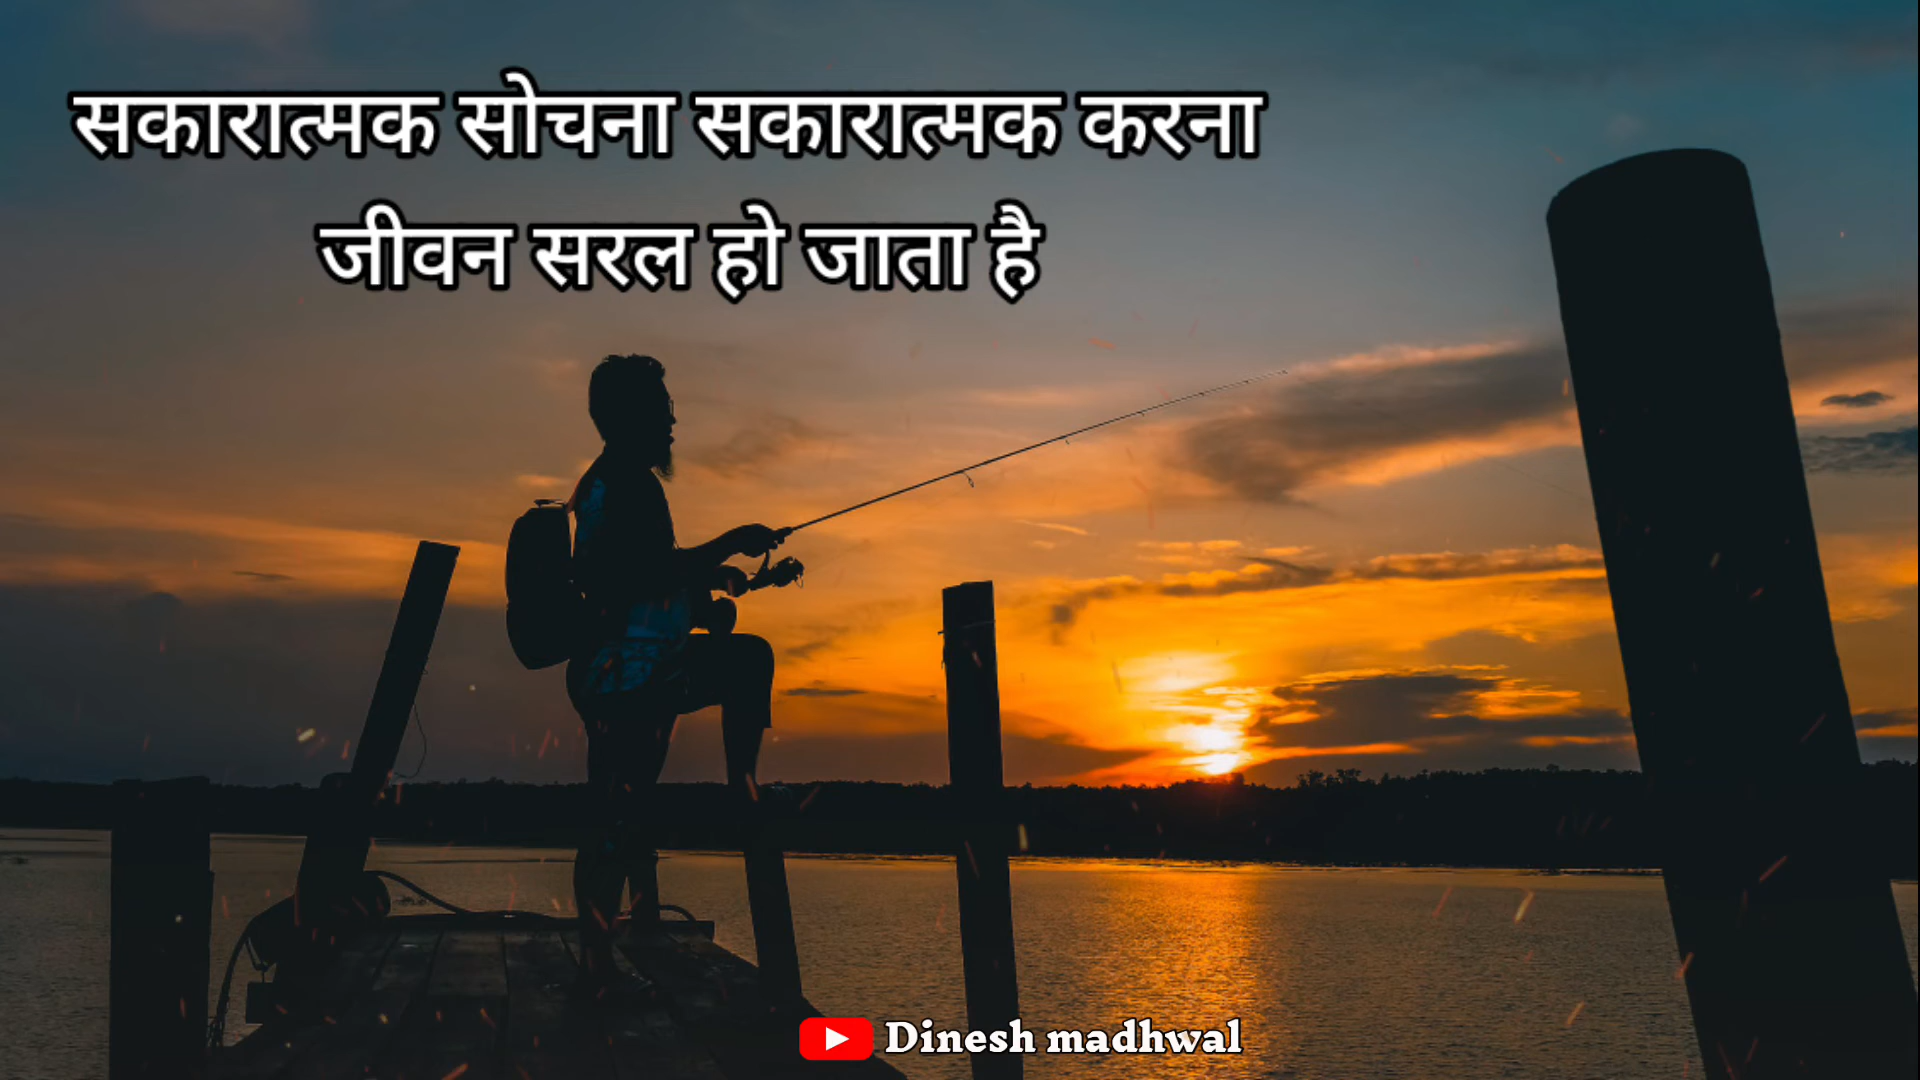 सकारात्मक सोचना सकारात्मक करना
जीवन सरल हो जाता है
Dinesh madhwal